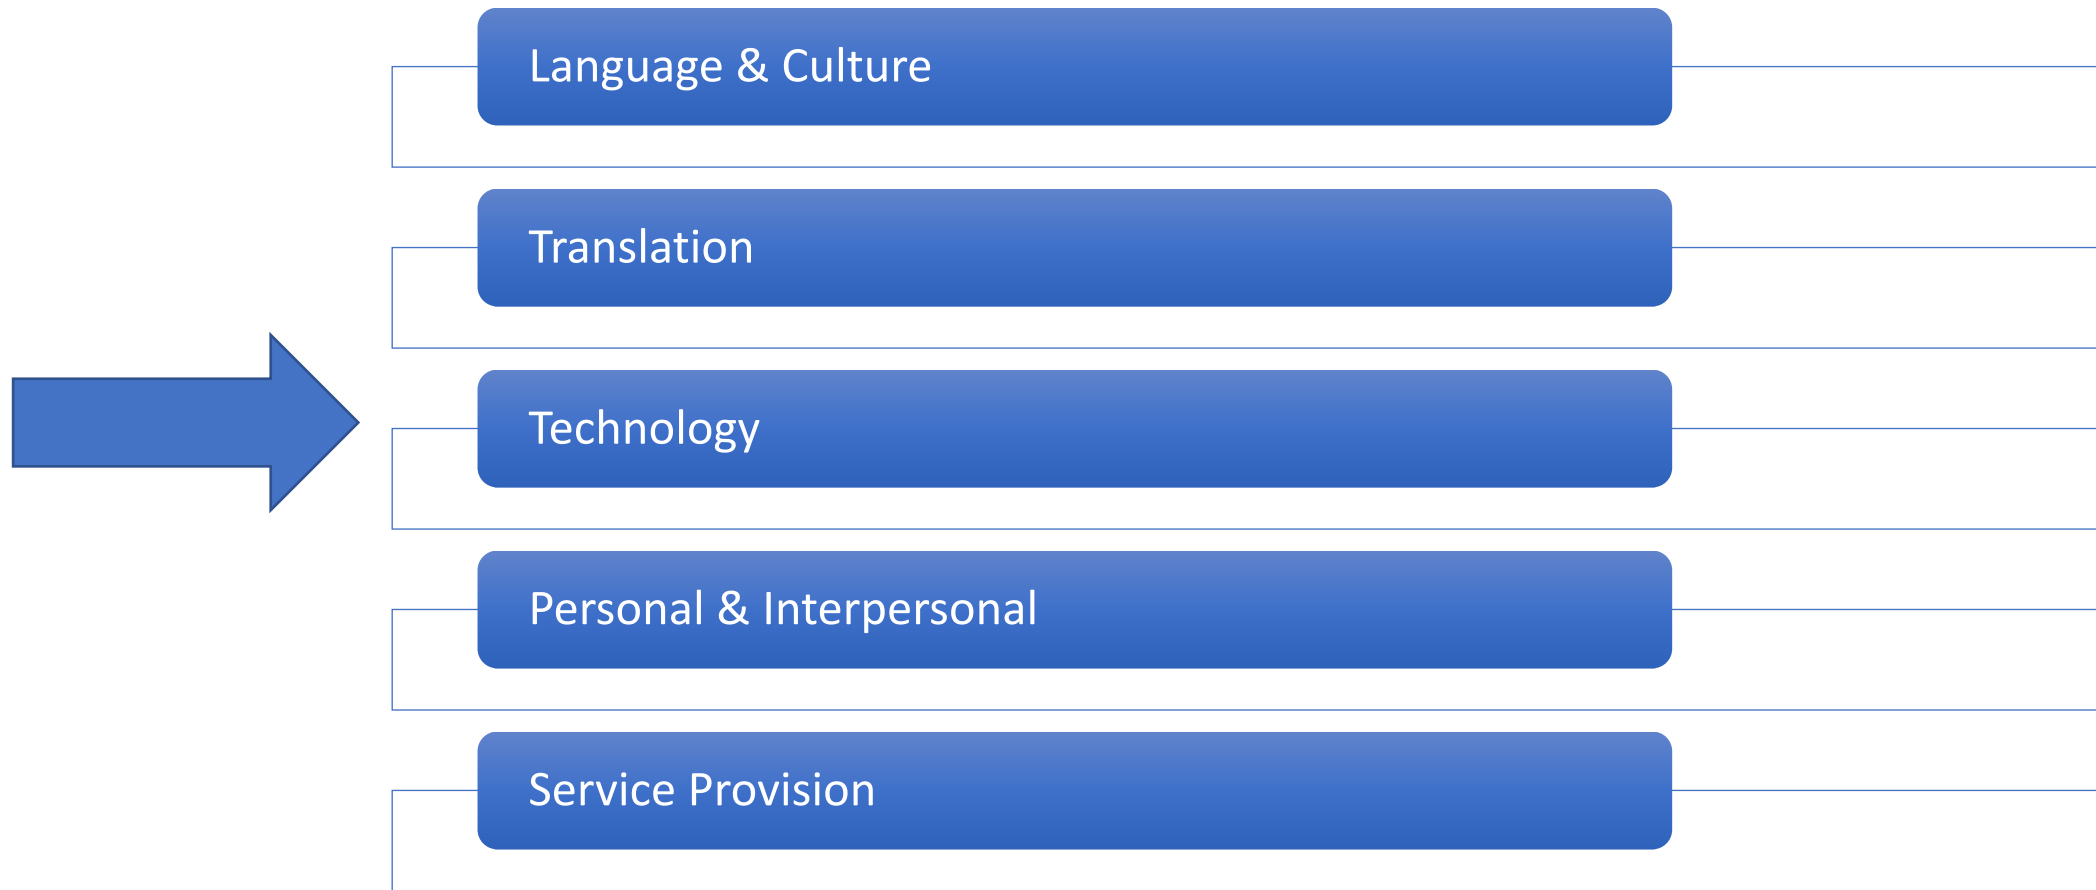 Language & Culture
Translation
Technology
Personal & Interpersonal
Service Provision